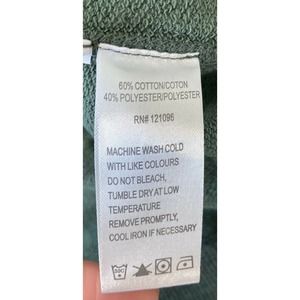 60% COTTON/COTON
40% POLYESTER/POLYESTER
RN# 121096
MACHINE WASH COLD
WITH LIKE COLOURS
DO NOT BLEACH,
TUMBLE DRY AT LOW
TEMPERATURE
REMOVE PROMPTLY,
COOL IRON IF NECESSARY